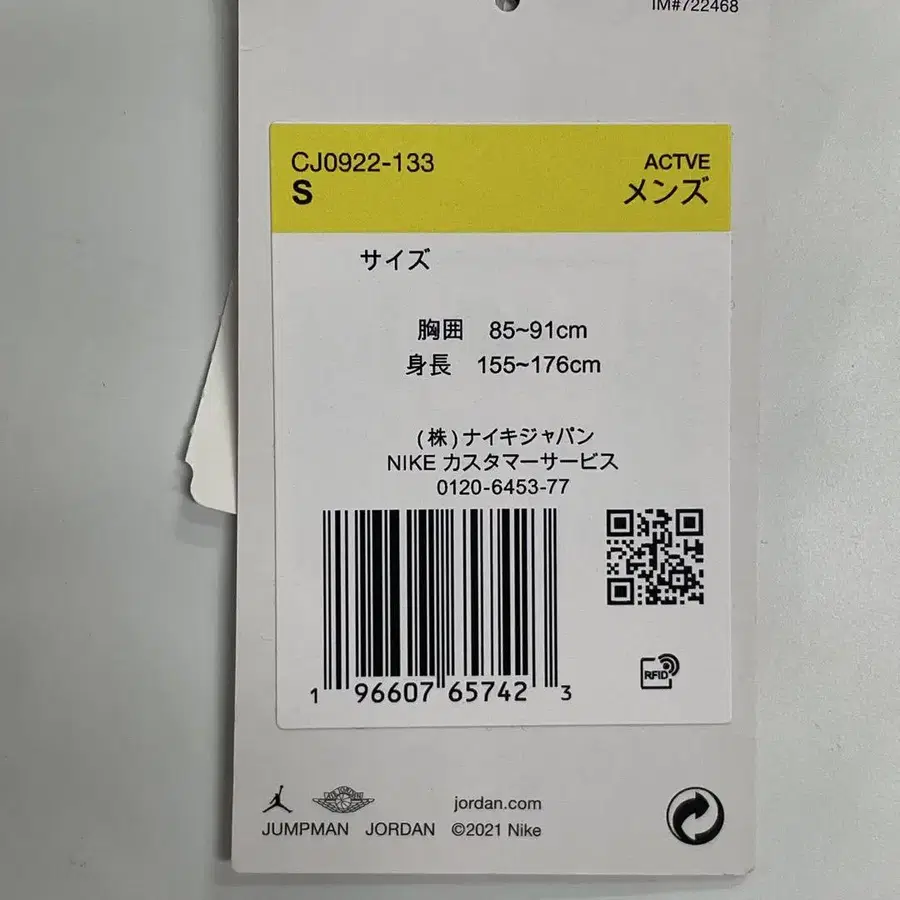 IM#722468
CJ0922-133 ACTVE
S メンズ
サイズ
胸囲 85~91cm
身長 155~176cm
(株)ナイキジャパン
NIKE カスタマーサービス
0120-6453-77
RFID
1 96607 65742 3
jordan.com
JUMPMAN JORDAN ©2021 Nike